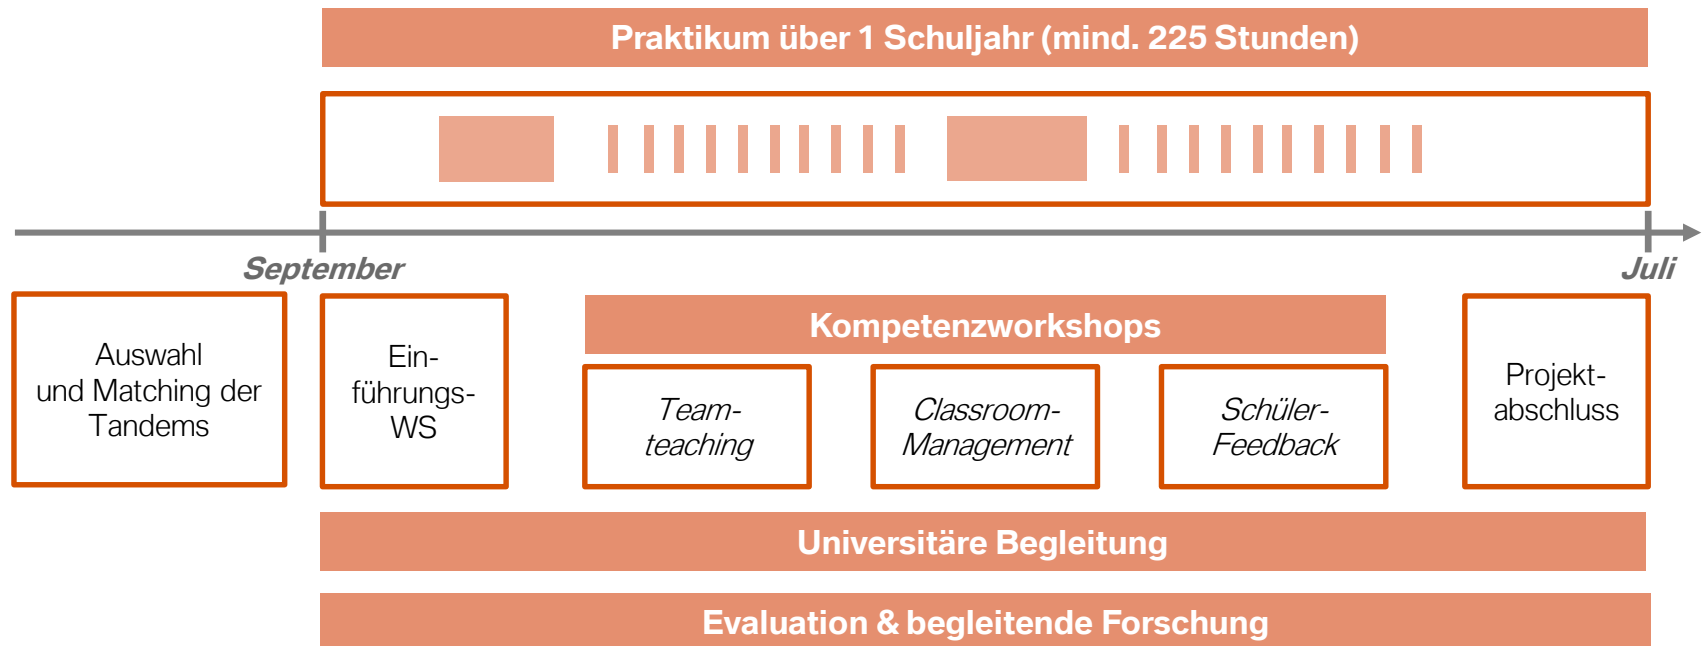 Praktikum über 1 Schuljahr (mind. 225 Stunden)
September
Juli
Auswahl
und Matching der
Tandems
Ein-
führungs-
WS
Kompetenzworkshops
Team-
teaching
Classroom-
Management
Schüler-
Feedback
Projekt-
abschluss
Universitäre Begleitung
Evaluation & begleitende Forschung